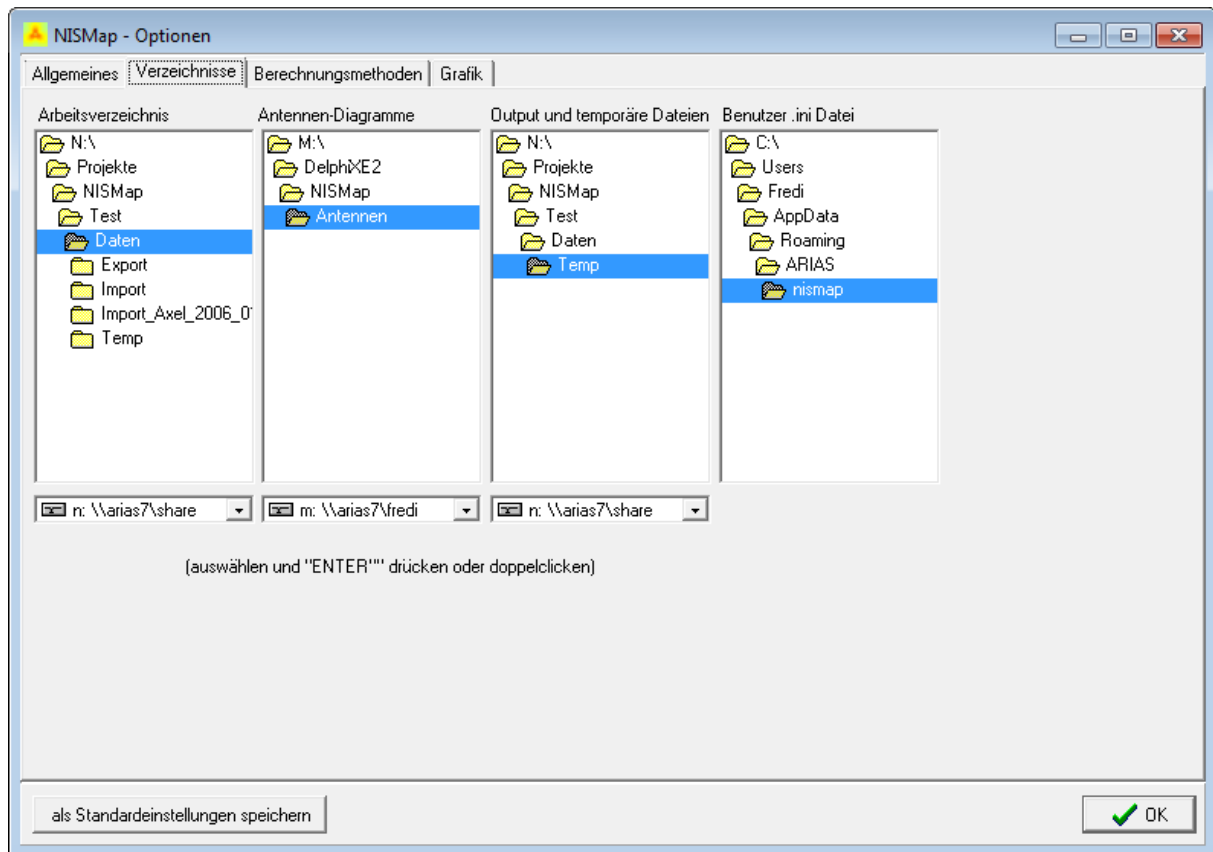 NISMap - Optionen
Allgemeines Verzeichnisse Berechnungsmethoden Grafik
Arbeitsverzeichnis Antennen-Diagramme Output und temporäre Dateien Benutzer .ini Datei
N:\ M:\ N:\ C:\
Projekte DelphiXE2 Projekte Users
NISMap NISMap NISMap Fredi
Test Antennen Test AppData
Daten Daten Roaming
Export Temp ARIAS
Import nismap
Import_Axel_2006_0
Temp
n: \\arias7\share m: \\arias7\fredi n: \\arias7\share
(auswählen und "ENTER"" drücken oder doppelclicken)
als Standardeinstellungen speichern OK